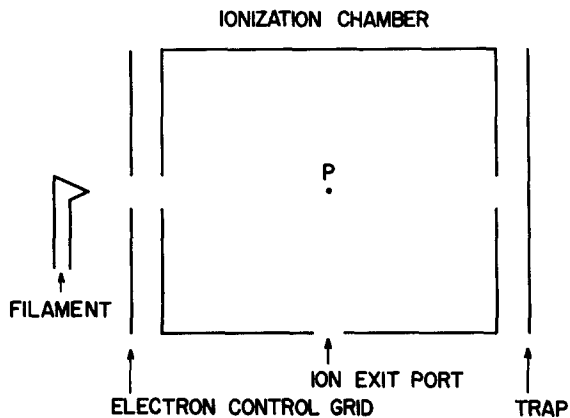 IONIZATION CHAMBER
P
FILAMENT
ION EXIT PORT
ELECTRON CONTROL GRID
TRAP